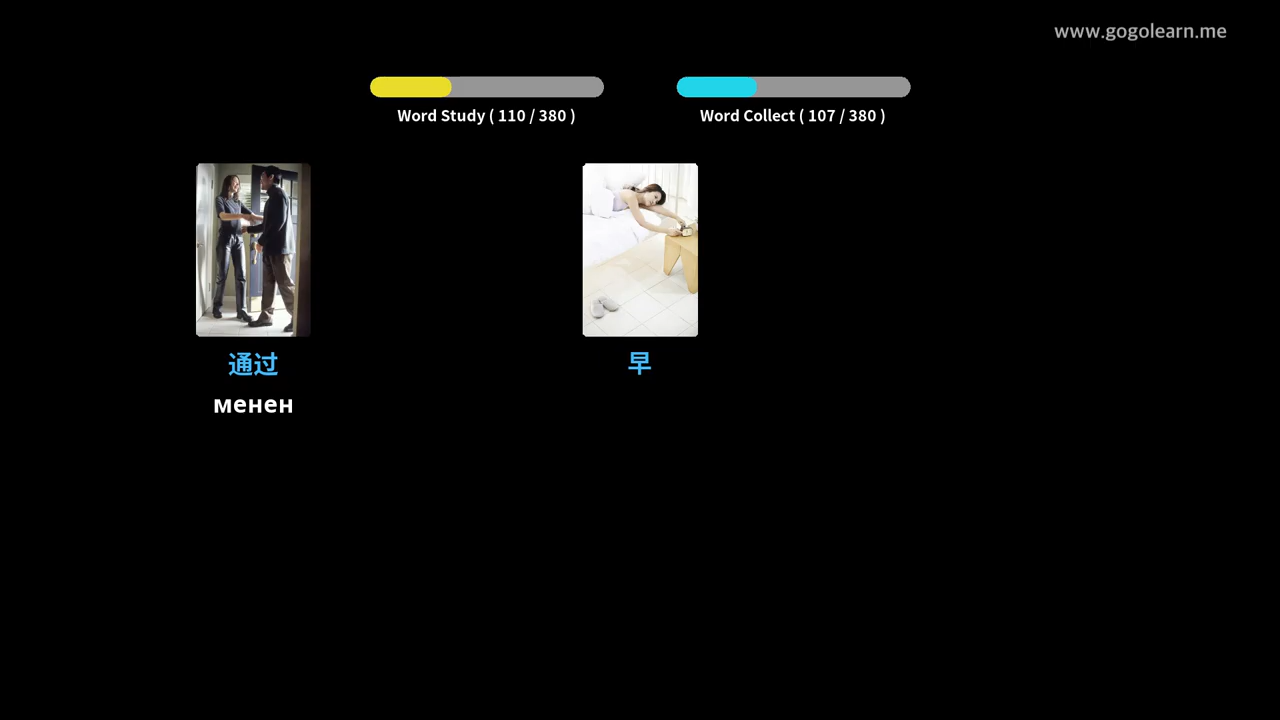 www.gogolearn.me
Word Study ( 110 / 380 )
Word Collect ( 107 / 380 )
通过
早
менен